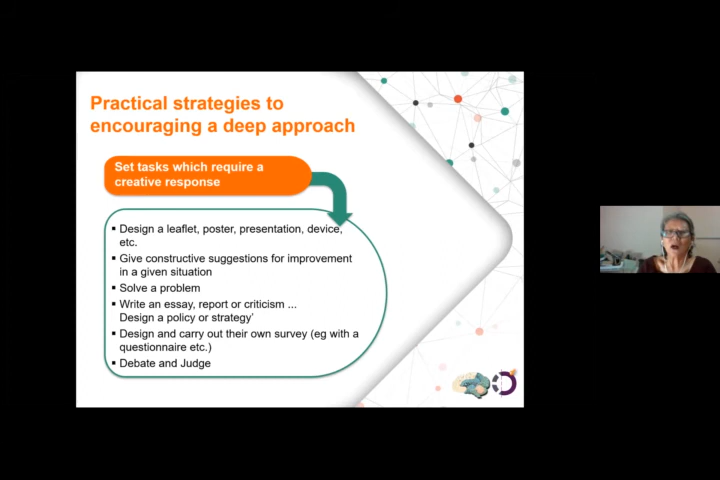 Practical strategies to
encouraging a deep approach
Set tasks which require a
creative response
▪ Design a leaflet, poster, presentation, device,
etc.
▪ Give constructive suggestions for improvement
in a given situation
▪ Solve a problem
▪ Write an essay, report or criticism ...
Design a policy or strategy'
▪ Design and carry out their own survey (eg with a
questionnaire etc.)
▪ Debate and Judge